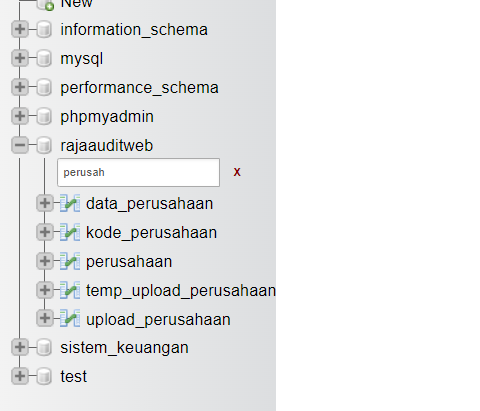 New
information_schema
mysql
performance_schema
phpmyadmin
rajaauditweb
perusah x
data_perusahaan
kode_perusahaan
perusahaan
temp_upload_perusahaan
upload_perusahaan
sistem_keuangan
test